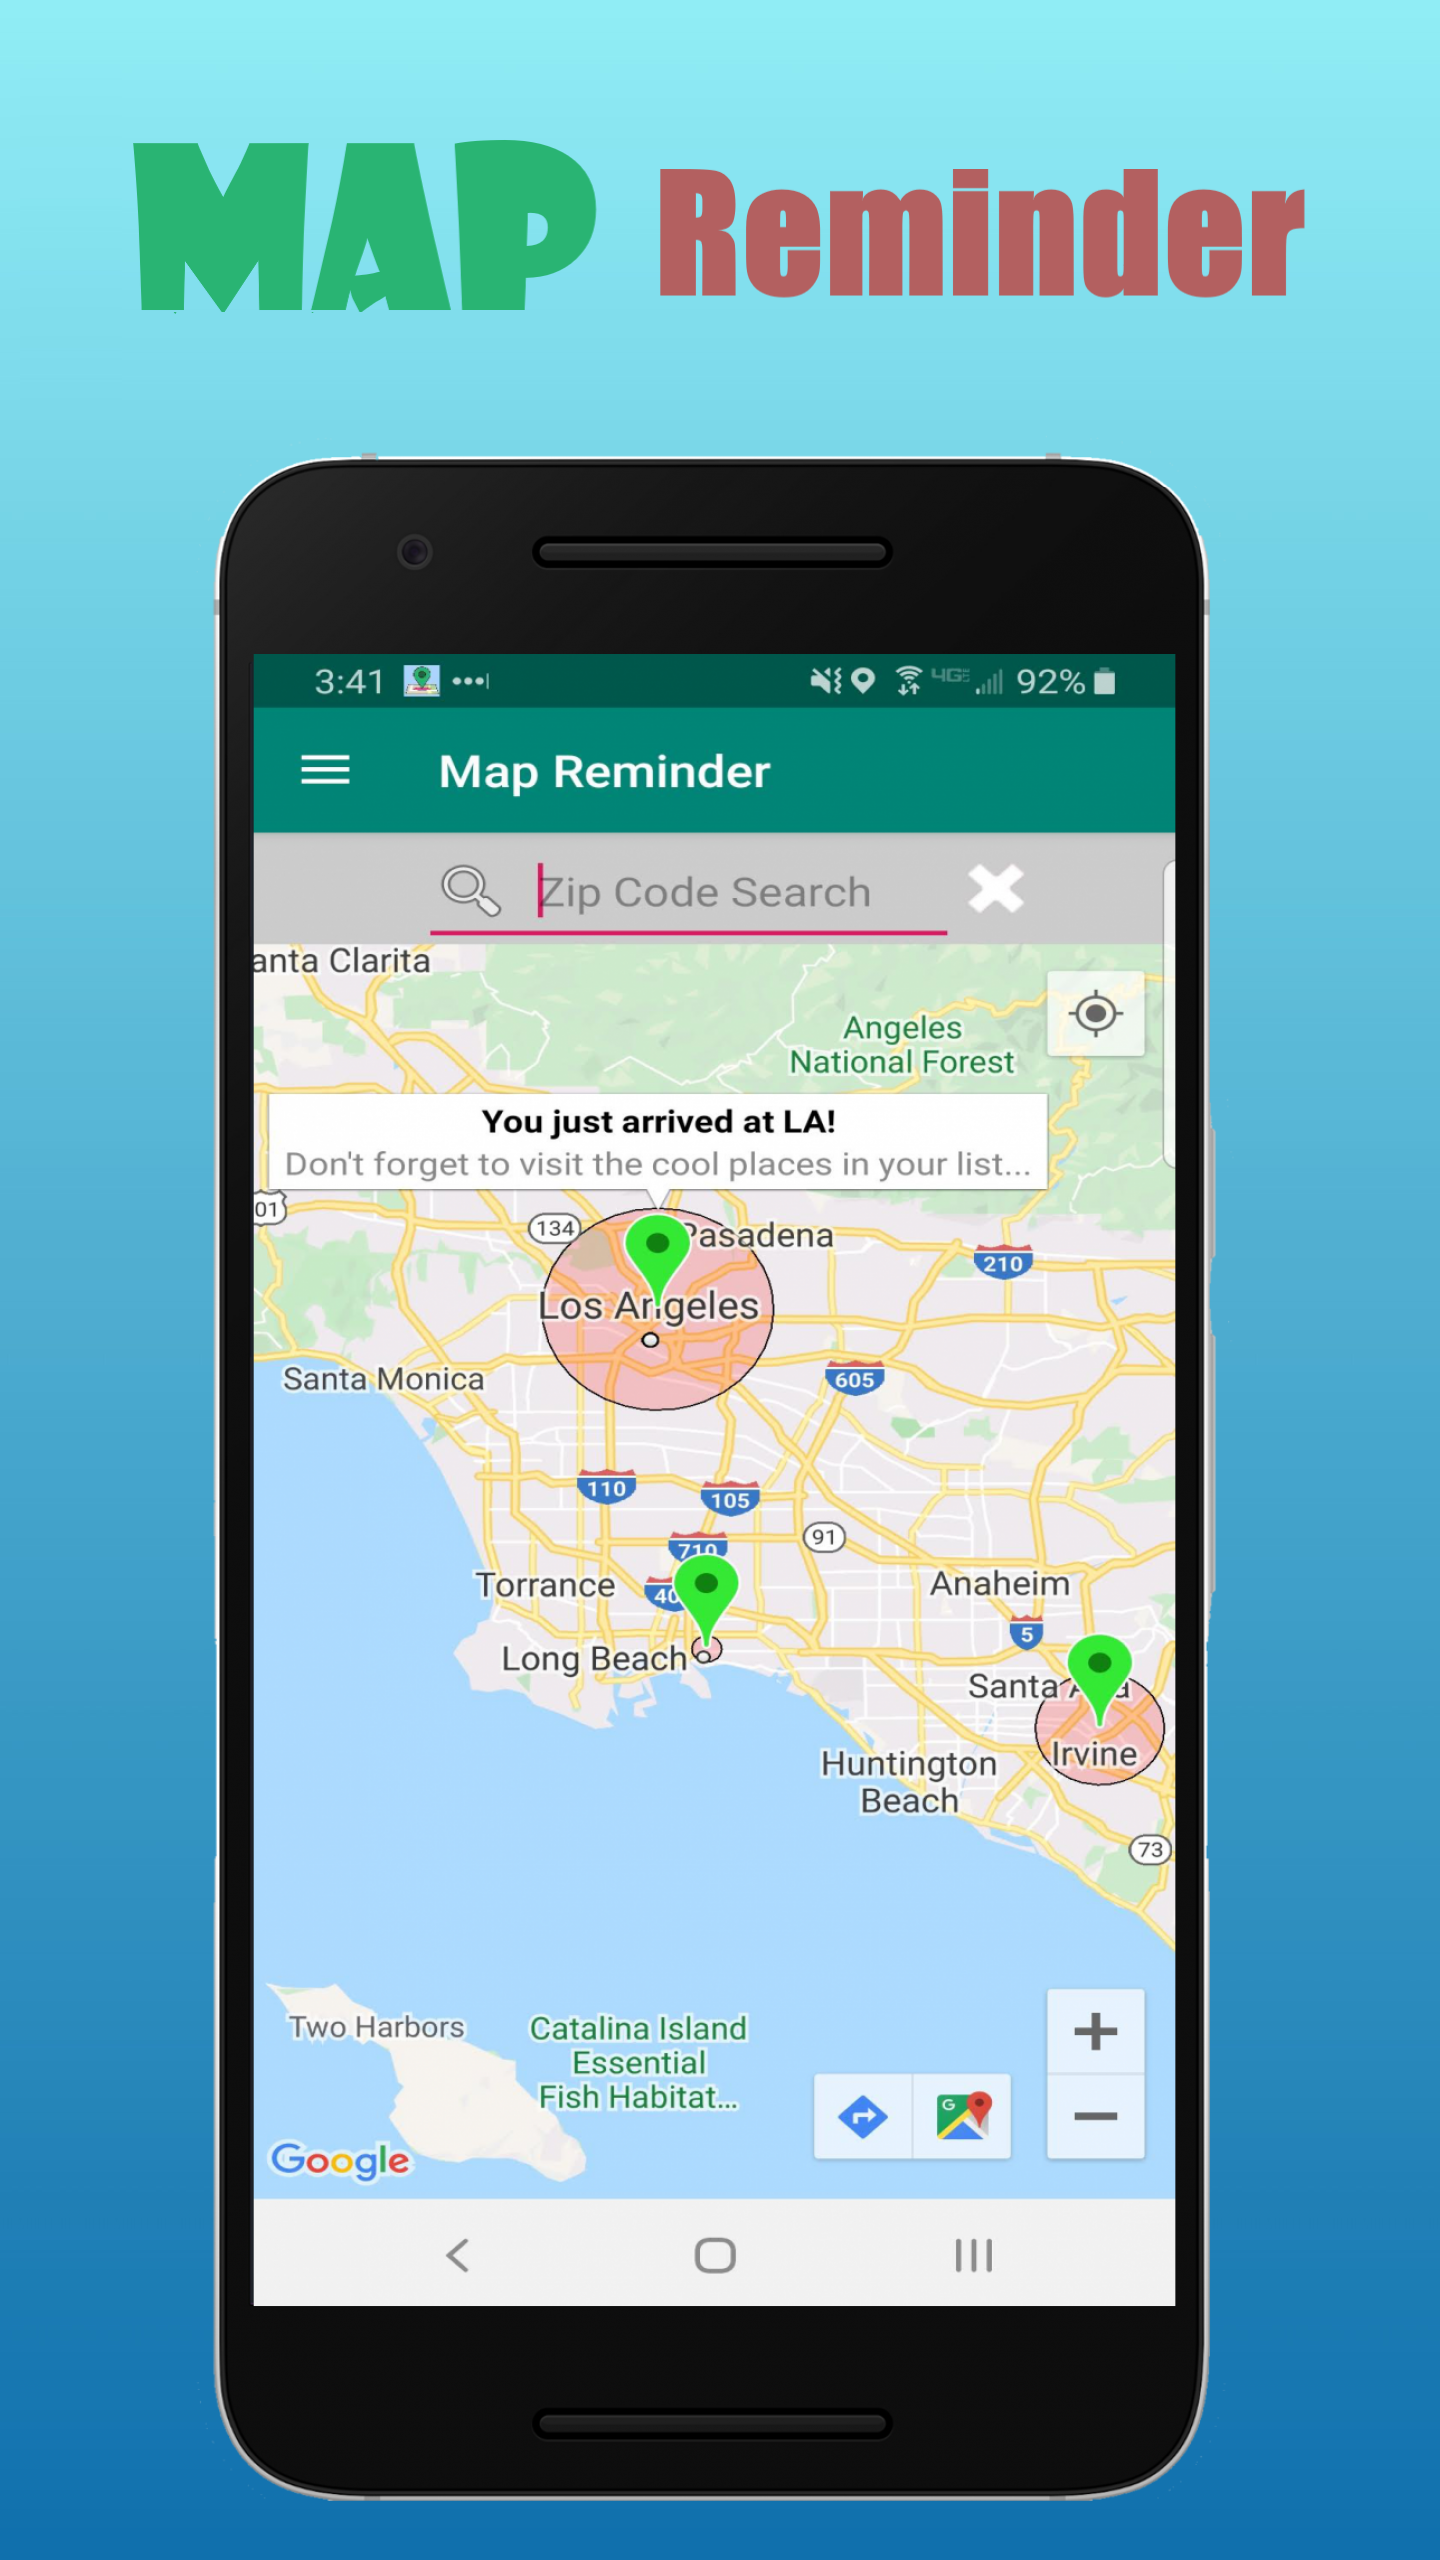 MAP Reminder
3:41
4GE 92%
Map Reminder
Zip Code Search
anta Clarita
Angeles
National Forest
You just arrived at LA!
Don't forget to visit the cool places in your list...
01
134
Pasadena
210
Los Angeles
Santa Monica
605
110
105
710
91
Torrance
40
Anaheim
5
Long Beach
Santa Ana
Irvine
Huntington
Beach
73
Two Harbors
Catalina Island
Essential
Fish Habitat...
G
Google